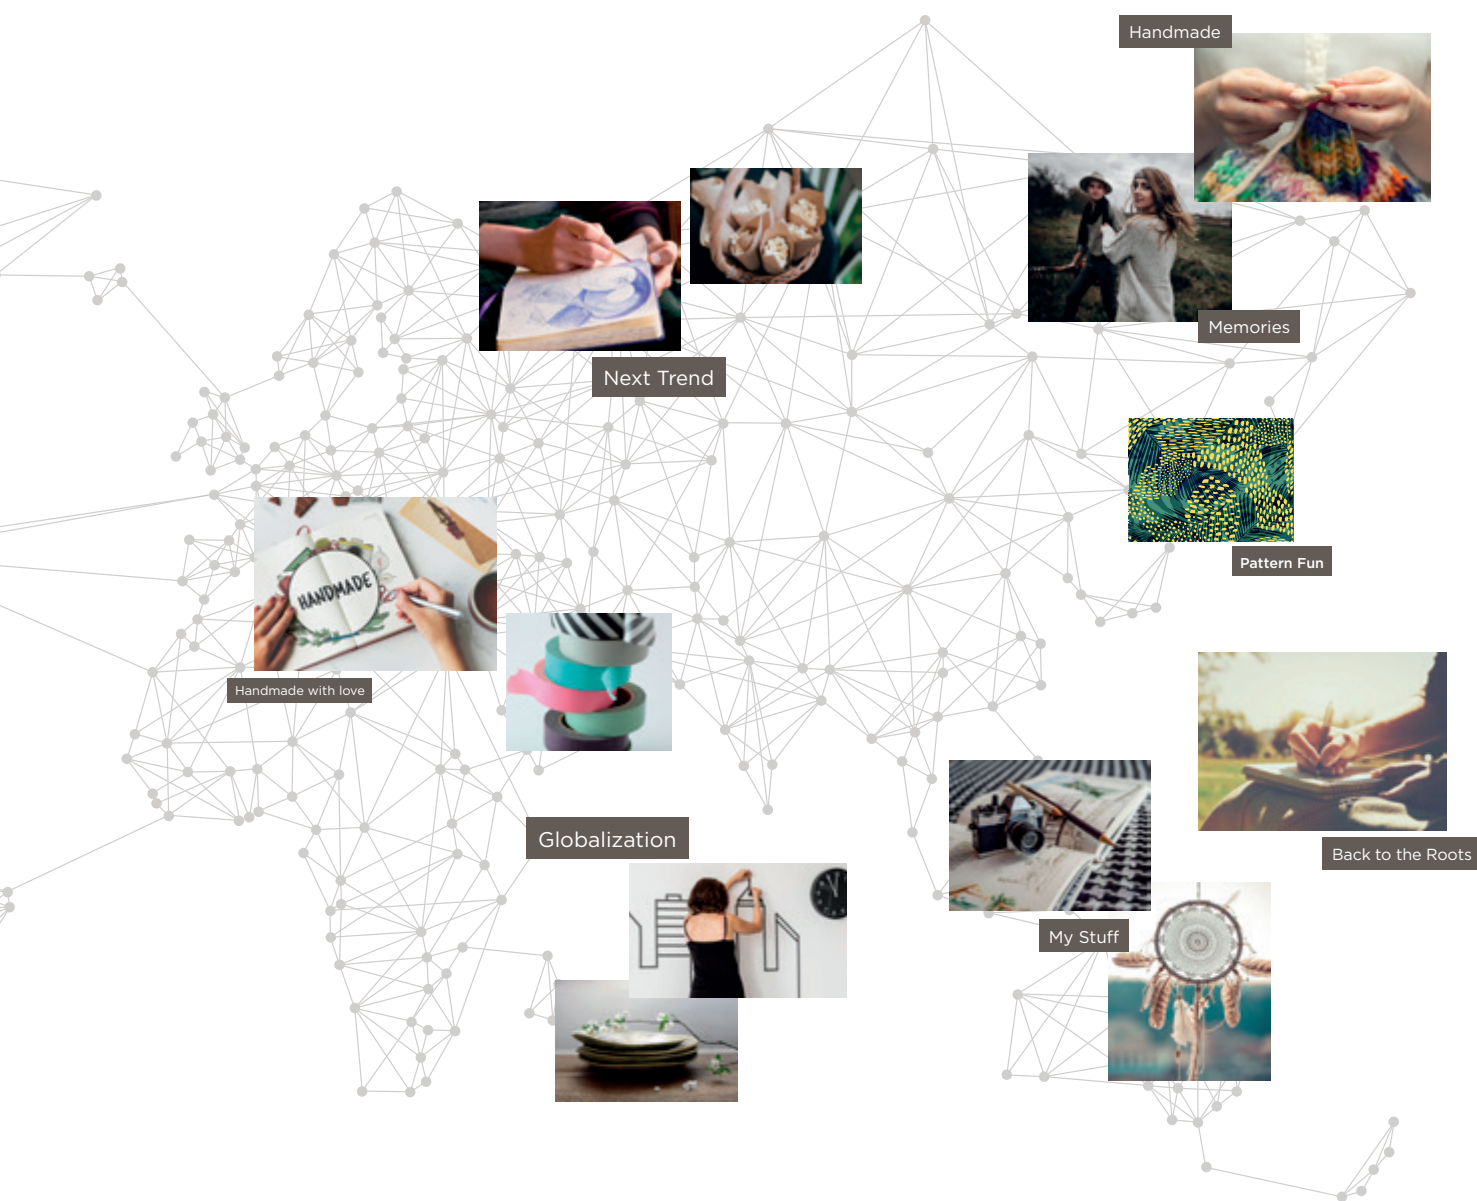 Handmade
Memories
Next Trend
Pattern Fun
HANDMADE
Handmade with love
Globalization
Back to the Roots
My Stuff